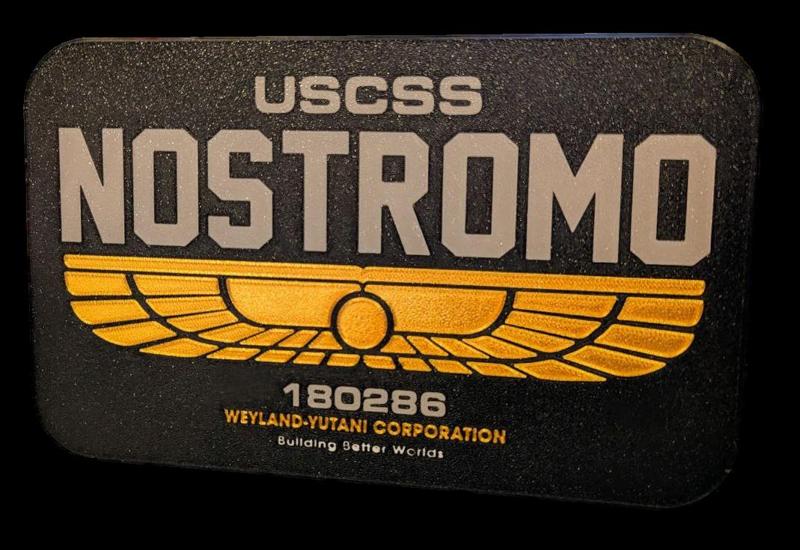 USCSS
NOSTROMO
180286
WEYLAND-YUTANI CORPORATION
Building Better Worlds